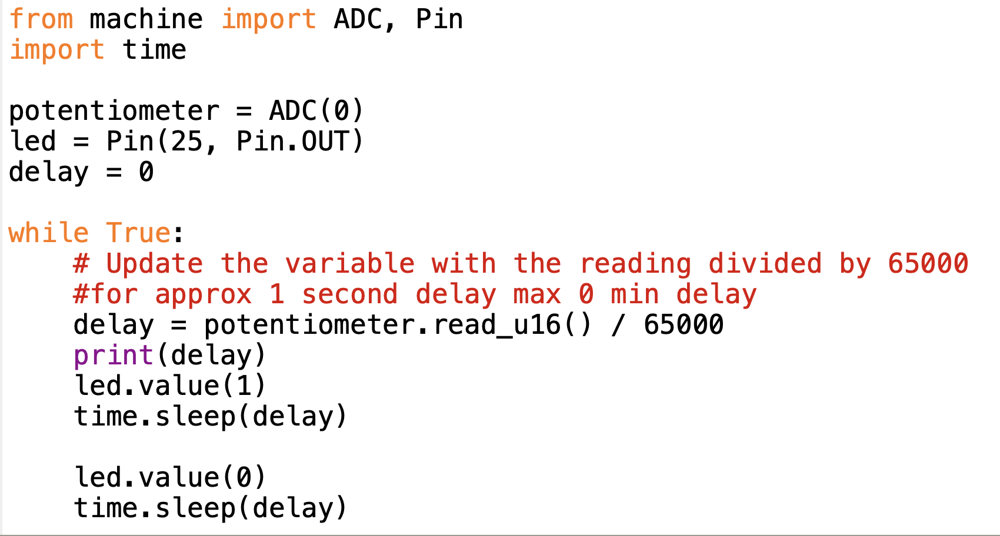 from machine import ADC, Pin
import time

potentiometer = ADC(0)
led = Pin(25, Pin.OUT)
delay = 0

while True:
    # Update the variable with the reading divided by 65000
    #for approx 1 second delay max 0 min delay
    delay = potentiometer.read_u16() / 65000
    print(delay)
    led.value(1)
    time.sleep(delay)

    led.value(0)
    time.sleep(delay)